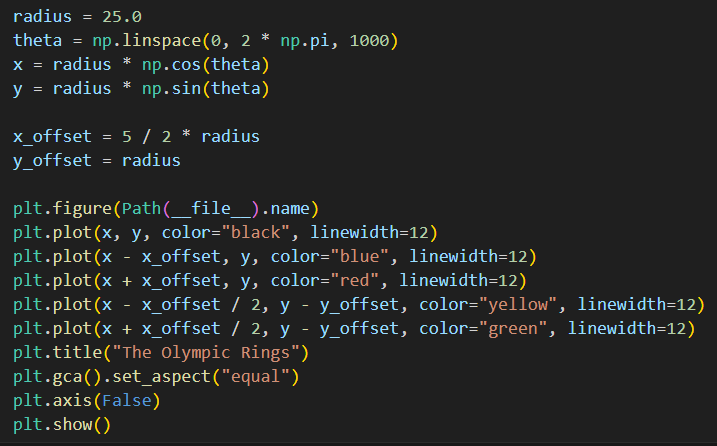 radius = 25.0
theta = np.linspace(0, 2 * np.pi, 1000)
x = radius * np.cos(theta)
y = radius * np.sin(theta)
x_offset = 5 / 2 * radius
y_offset = radius
plt.figure(Path(__file__).name)
plt.plot(x, y, color="black", linewidth=12)
plt.plot(x - x_offset, y, color="blue", linewidth=12)
plt.plot(x + x_offset, y, color="red", linewidth=12)
plt.plot(x - x_offset / 2, y - y_offset, color="yellow", linewidth=12)
plt.plot(x + x_offset / 2, y - y_offset, color="green", linewidth=12)
plt.title("The Olympic Rings")
plt.gca().set_aspect("equal")
plt.axis(False)
plt.show()